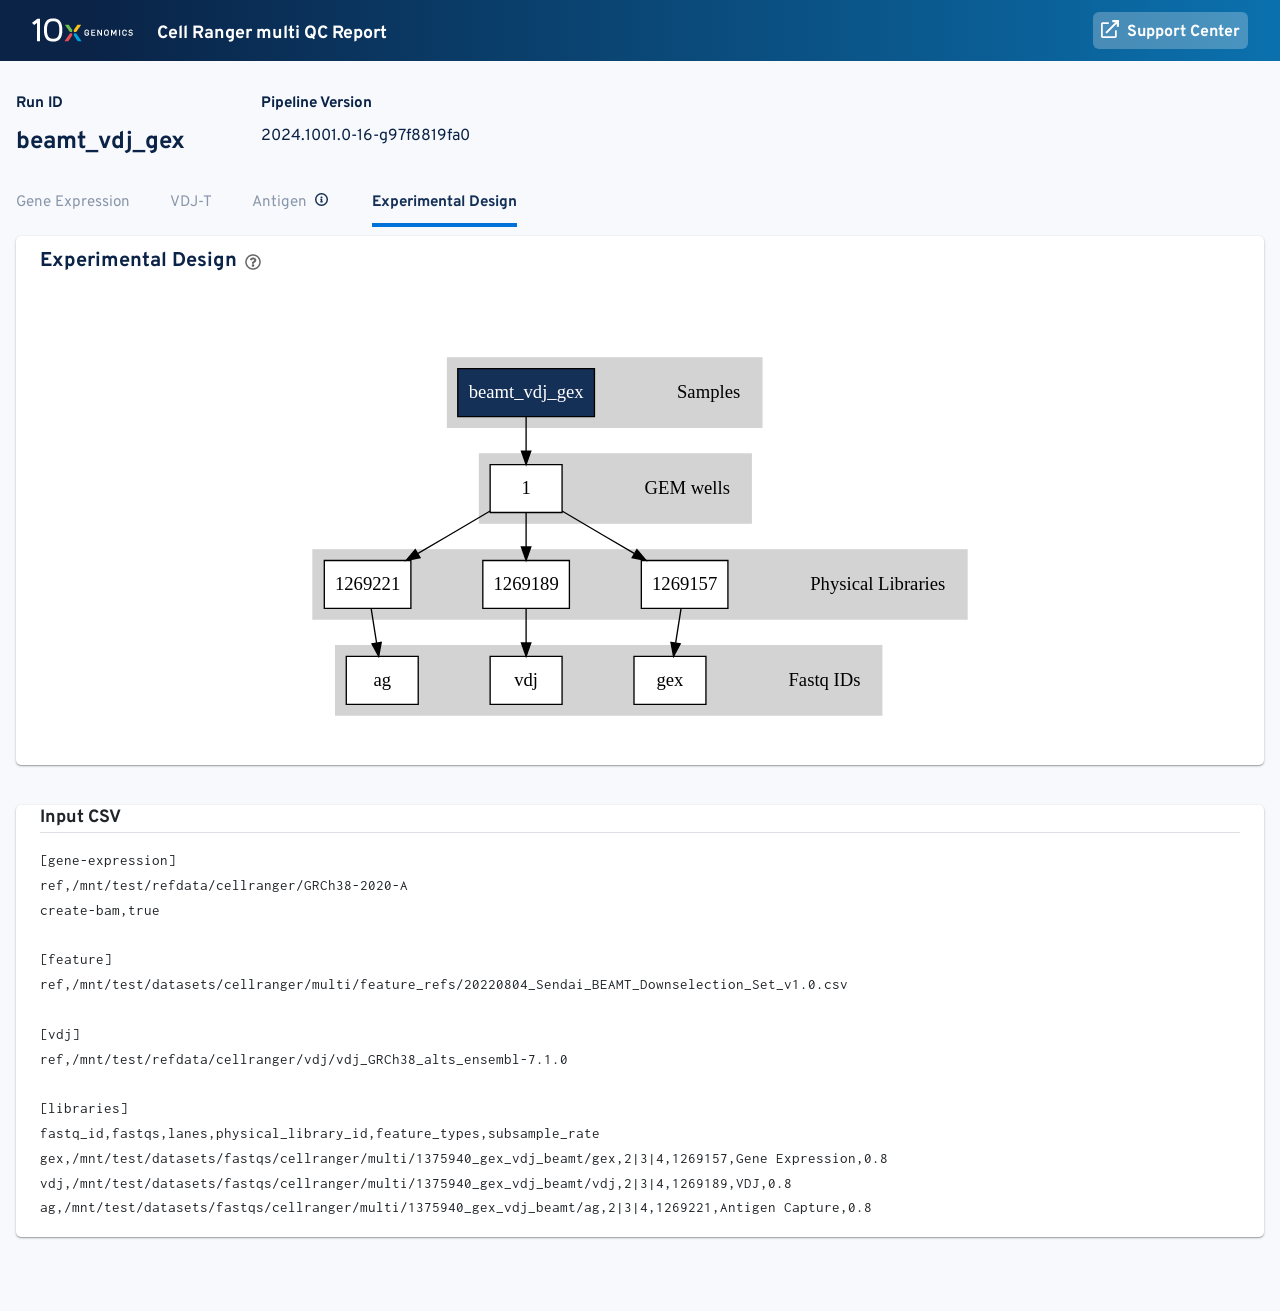 10x GENOMICS Cell Ranger multi QC Report Support Center
Run ID Pipeline Version
beamt_vdj_gex 2024.1001.0-16-g97f8819fa0
Gene Expression VDJ-T Antigen Experimental Design
Experimental Design
beamt_vdj_gex Samples
1 GEM wells
1269221 1269189 1269157 Physical Libraries
ag vdj gex Fastq IDs
Input CSV
[gene-expression]
ref,/mnt/test/refdata/cellranger/GRCh38-2020-A
create-bam,true
[feature]
ref,/mnt/test/datasets/cellranger/multi/feature_refs/20220804_Sendai_BEAMT_Downselection_Set_v1.0.csv
[vdj]
ref,/mnt/test/refdata/cellranger/vdj/vdj_GRCh38_alts_ensembl-7.1.0
[libraries]
fastq_id,fastqs,lanes,physical_library_id,feature_types,subsample_rate
gex,/mnt/test/datasets/fastqs/cellranger/multi/1375940_gex_vdj_beamt/gex,2|3|4,1269157,Gene Expression,0.8
vdj,/mnt/test/datasets/fastqs/cellranger/multi/1375940_gex_vdj_beamt/vdj,2|3|4,1269189,VDJ,0.8
ag,/mnt/test/datasets/fastqs/cellranger/multi/1375940_gex_vdj_beamt/ag,2|3|4,1269221,Antigen Capture,0.8